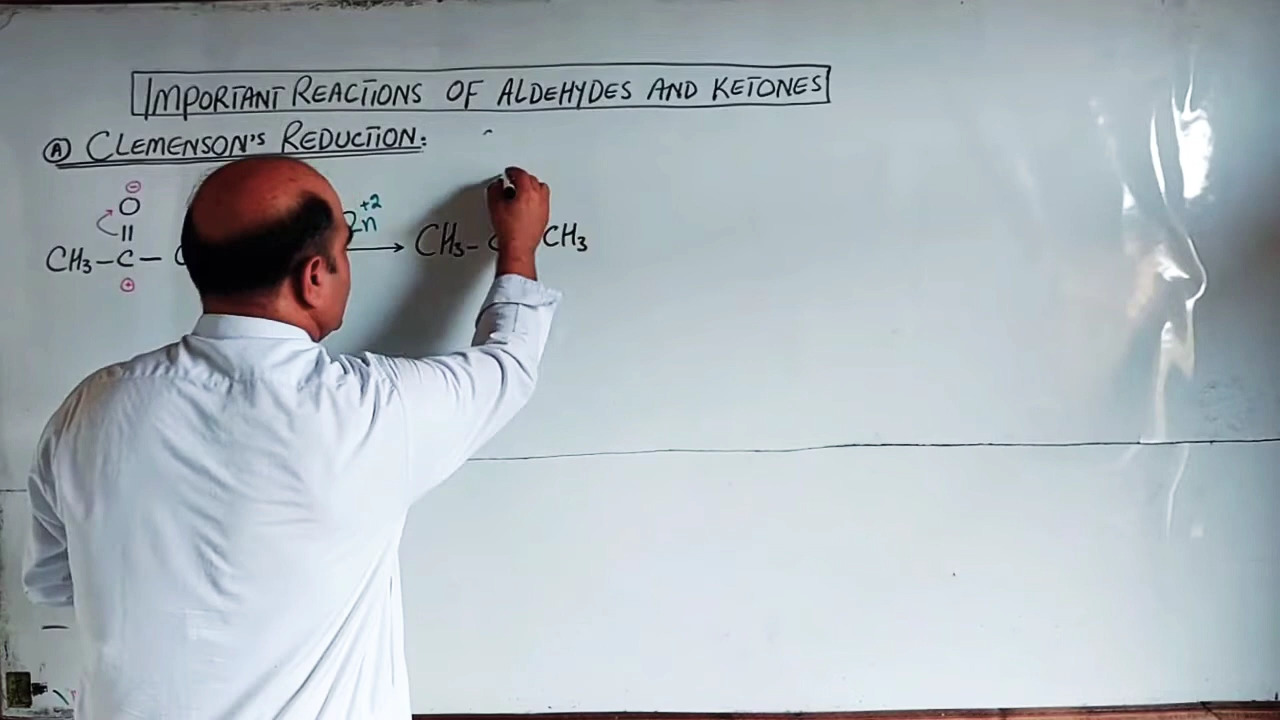 IMPORTANT REACTIONS OF ALDEHYDES AND KETONES
Ⓐ CLEMENSON'S REDUCTION:
⊖
O
||
CH₃-C-
⊕
Zn+2
→ CH₃- CH₃